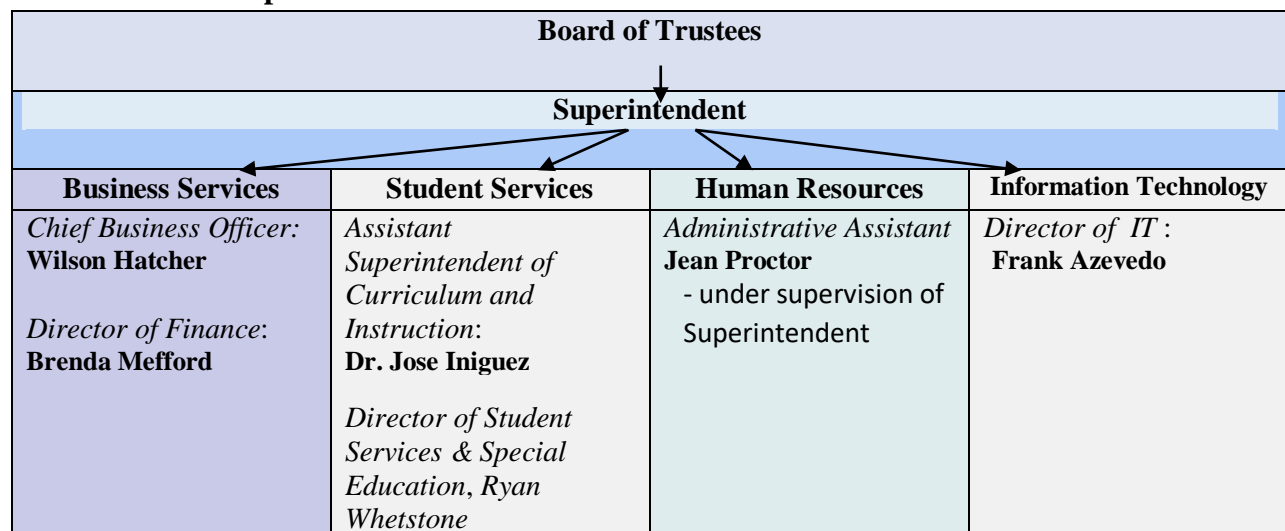 Board of Trustees
Superintendent
Business Services
Chief Business Officer:
Wilson Hatcher
Director of Finance:
Brenda Mefford
Student Services
Assistant
Superintendent of
Curriculum and
Instruction:
Dr. Jose Iniguez
Director of Student
Services & Special
Education, Ryan
Whetstone
Human Resources
Administrative Assistant
Jean Proctor
- under supervision of
Superintendent
Information Technology
Director of IT :
Frank Azevedo